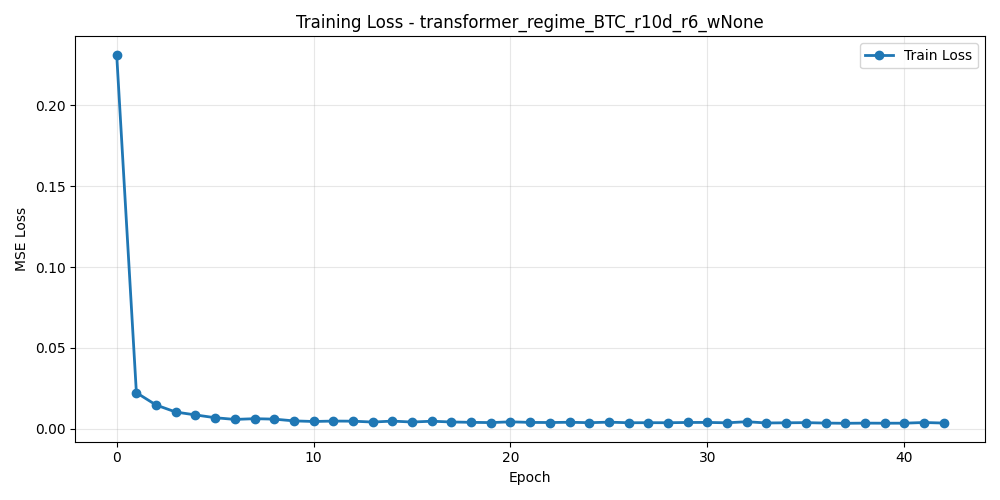 Training Loss - transformer_regime_BTC_r10d_r6_wNone
Train Loss
MSE Loss
0.20
0.15
0.10
0.05
0.00
0 10 20 30 40
Epoch